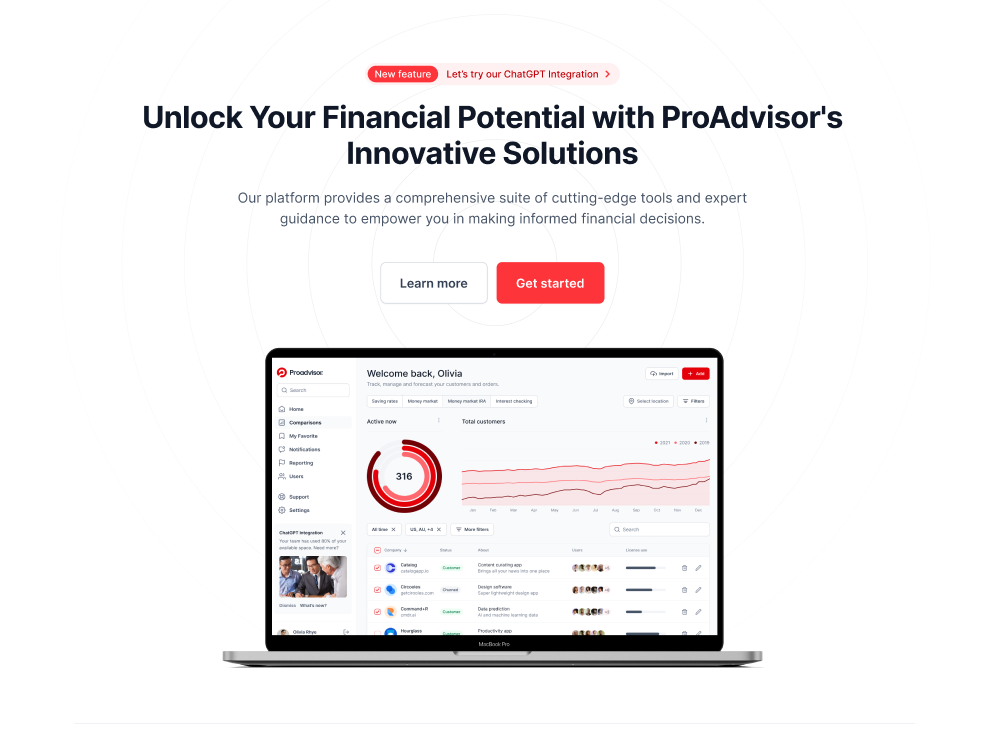 New feature Let's try our ChatGPT Integration
Unlock Your Financial Potential with ProAdvisor's
Innovative Solutions
Our platform provides a comprehensive suite of cutting-edge tools and expert
guidance to empower you in making informed financial decisions.
Learn more Get started
Proadvisor.
Search
Home
Comparisons
My Favorite
Notifications
Reporting
Users
Support
Settings
ChatGPT Integration
Your team has used 80% of your
available space. Need more?
Dismiss What's new?
Olivia Rhye
Welcome back, Olivia
Track, manage and forecast your customers and orders.
Import Add
Saving rates Money market Money market IRA Interest checking
Select location Filters
Active now
316
Total customers
2021 2020 2019
Jan Feb Mar Apr May Jun Jul Aug Sep Oct Nov Dec
All time US, AU, +4 More filters
Search
Company Status About Users License use
Catalog Customer Content curating app
catalogapp.io Brings all your news into one place
Circooles Churned Design software
getcirooles.com Super lightweight design app
Command+R Customer Data prediction
cmdr.ai AI and machine learning data
Hourglass Customer Productivity app
MacBook Pro